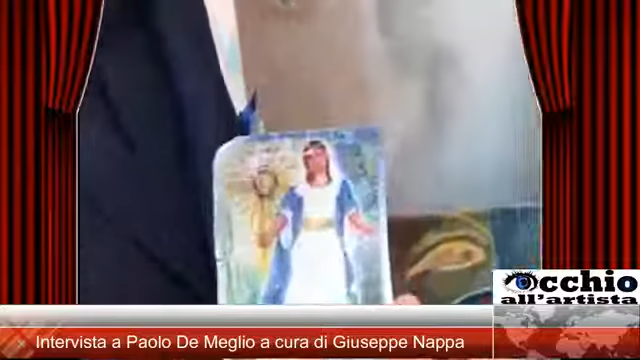 Occhio
all'artista
Intervista a Paolo De Meglio a cura di Giuseppe Nappa